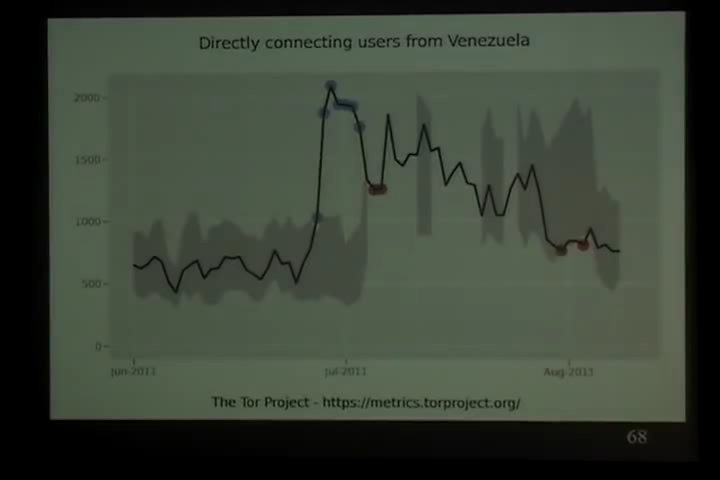 Directly connecting users from Venezuela
2000
1500
1000
500
0
Jun-2011
Jul-2011
Aug-2011
The Tor Project - https://metrics.torproject.org/
68